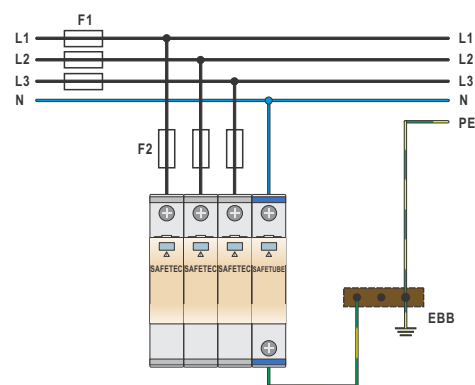 F1
L1 L1
L2 L2
L3 L3
N N
PE
F2
SAFETEC SAFETEC SAFETEC SAFETUBE
EBB